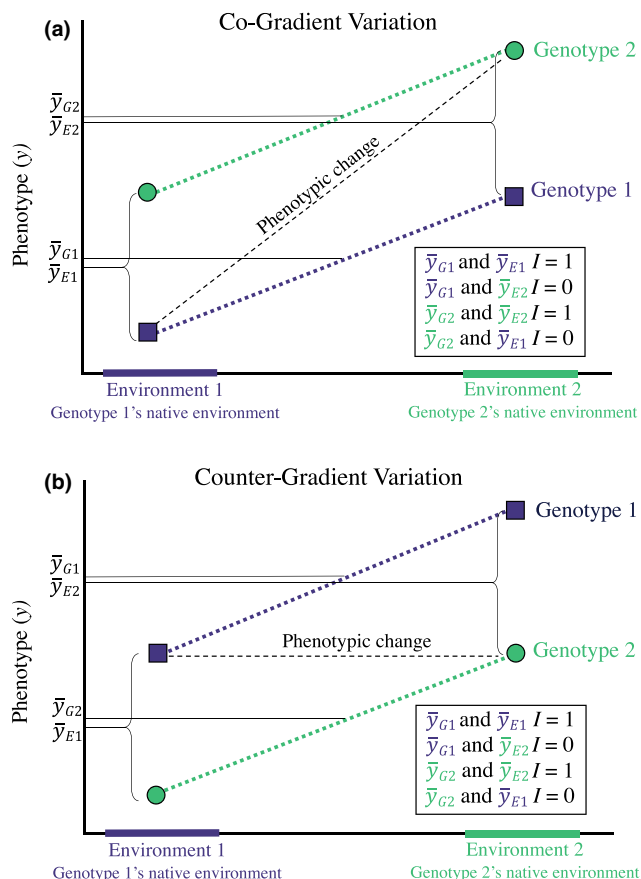 (a) Co-Gradient Variation
Genotype 2
ȳG2
ȳE2
Phenotypic change
Genotype 1
Phenotype (y)
ȳG1
ȳE1
ȳG1 and ȳE1 I = 1
ȳG1 and ȳE2 I = 0
ȳG2 and ȳE2 I = 1
ȳG2 and ȳE1 I = 0
Environment 1
Genotype 1's native environment
Environment 2
Genotype 2's native environment
(b) Counter-Gradient Variation
Genotype 1
ȳG1
ȳE2
Phenotypic change
Genotype 2
Phenotype (y)
ȳG2
ȳE1
ȳG1 and ȳE1 I = 1
ȳG1 and ȳE2 I = 0
ȳG2 and ȳE2 I = 1
ȳG2 and ȳE1 I = 0
Environment 1
Genotype 1's native environment
Environment 2
Genotype 2's native environment